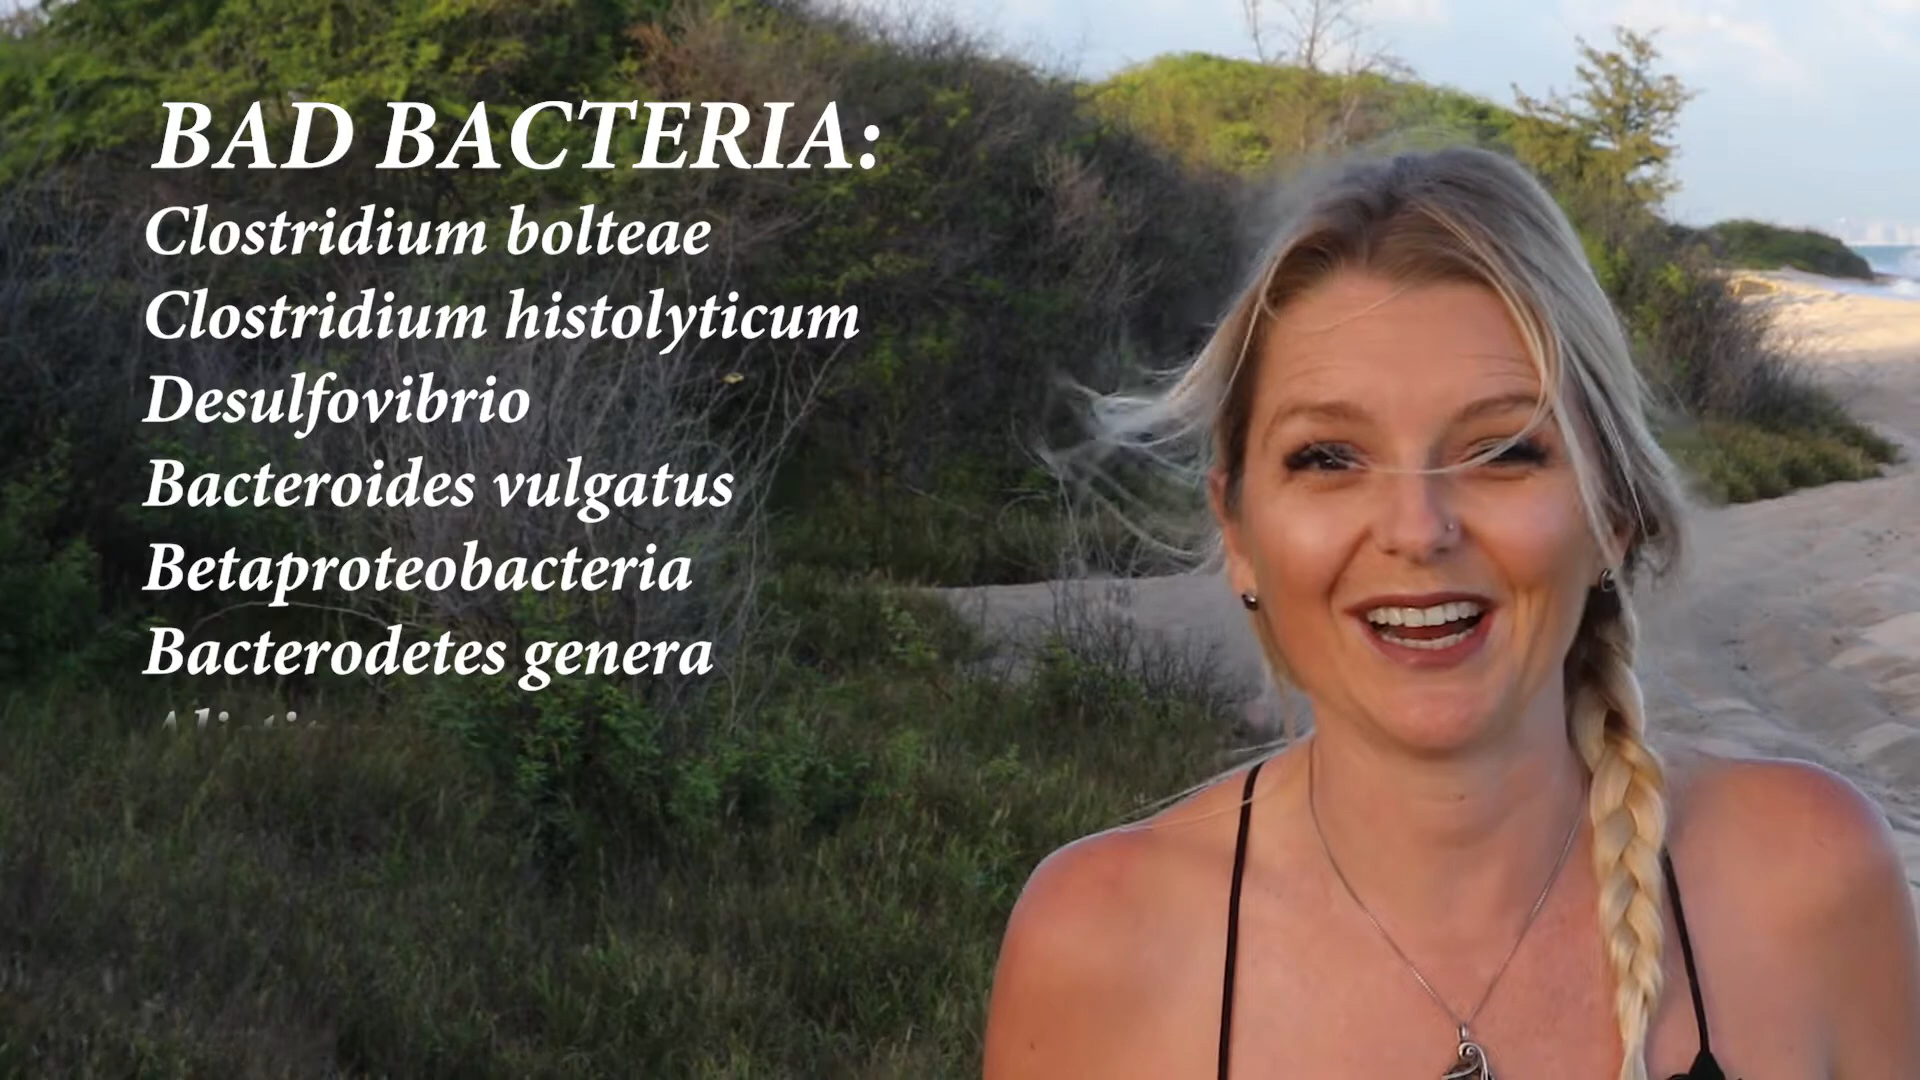 BAD BACTERIA:
Clostridium bolteae
Clostridium histolyticum
Desulfovibrio
Bacteroides vulgatus
Betaproteobacteria
Bacterodetes genera